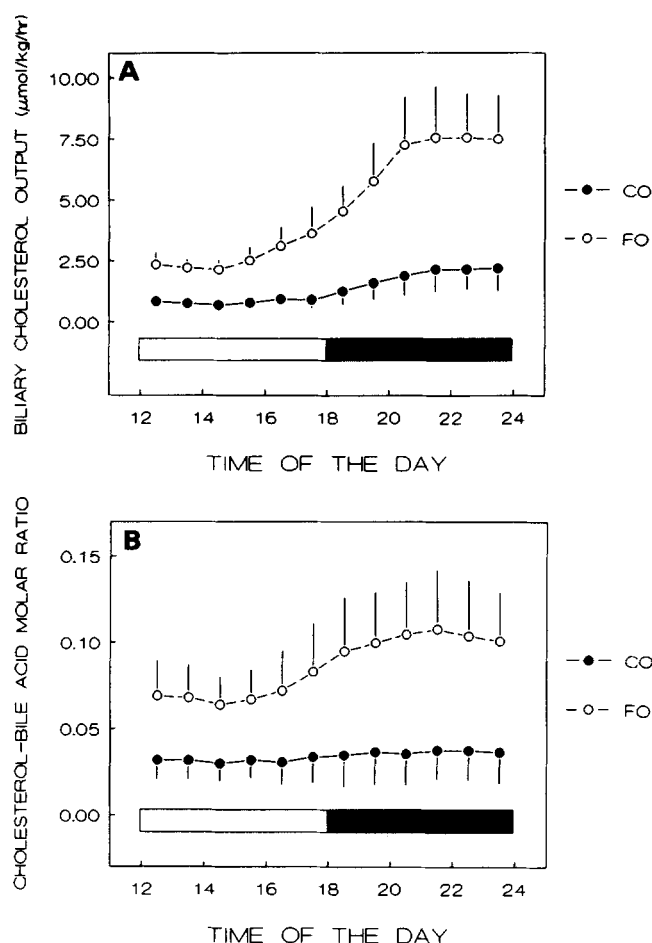 A
BILIARY CHOLESTEROL OUTPUT (μmol/kg/hr)
10.00
7.50
5.00
2.50
0.00
CO
FO
12 14 16 18 20 22 24
TIME OF THE DAY
B
CHOLESTEROL-BILE ACID MOLAR RATIO
0.15
0.10
0.05
0.00
CO
FO
12 14 16 18 20 22 24
TIME OF THE DAY